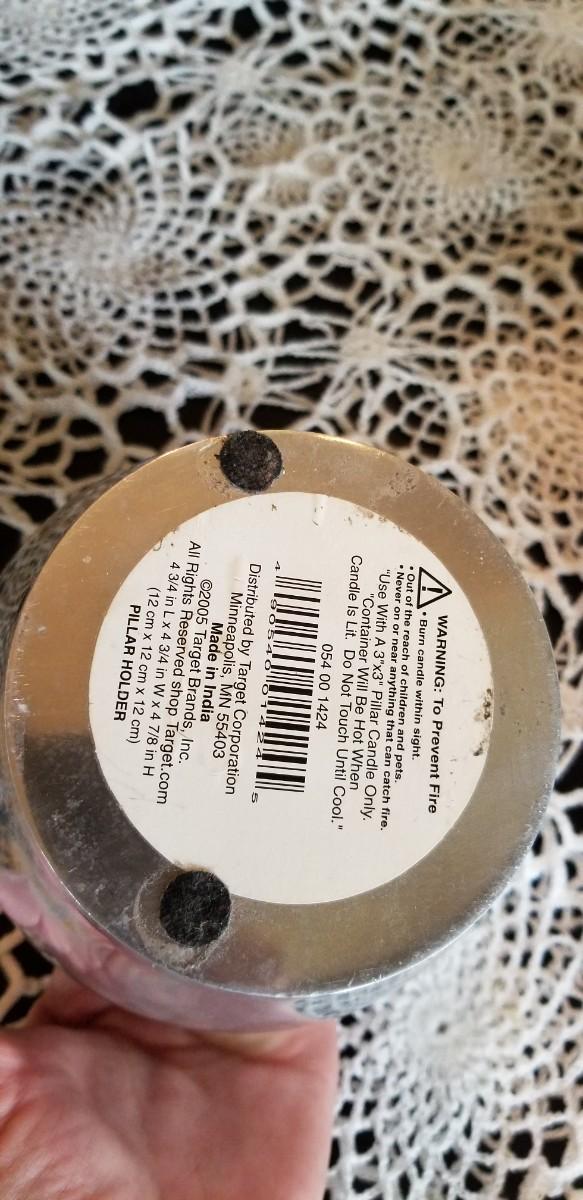 WARNING: To Prevent Fire
• Burn candle within sight.
• Out of the reach of children and pets.
• Never on or near anything that can catch fire.
"Use With A 3"x3" Pillar Candle Only.
"Container Will Be Hot When
Candle Is Lit. Do Not Touch Until Cool."
054 00 1424
4 90540 01424 5
Distributed by Target Corporation
Minneapolis, MN 55403
Made in India
©2005 Target Brands, Inc.
All Rights Reserved shop Target.com
4 3/4 in L x 4 3/4 in W x 4 7/8 in H
(12 cm x 12 cm x 12 cm)
PILLAR HOLDER